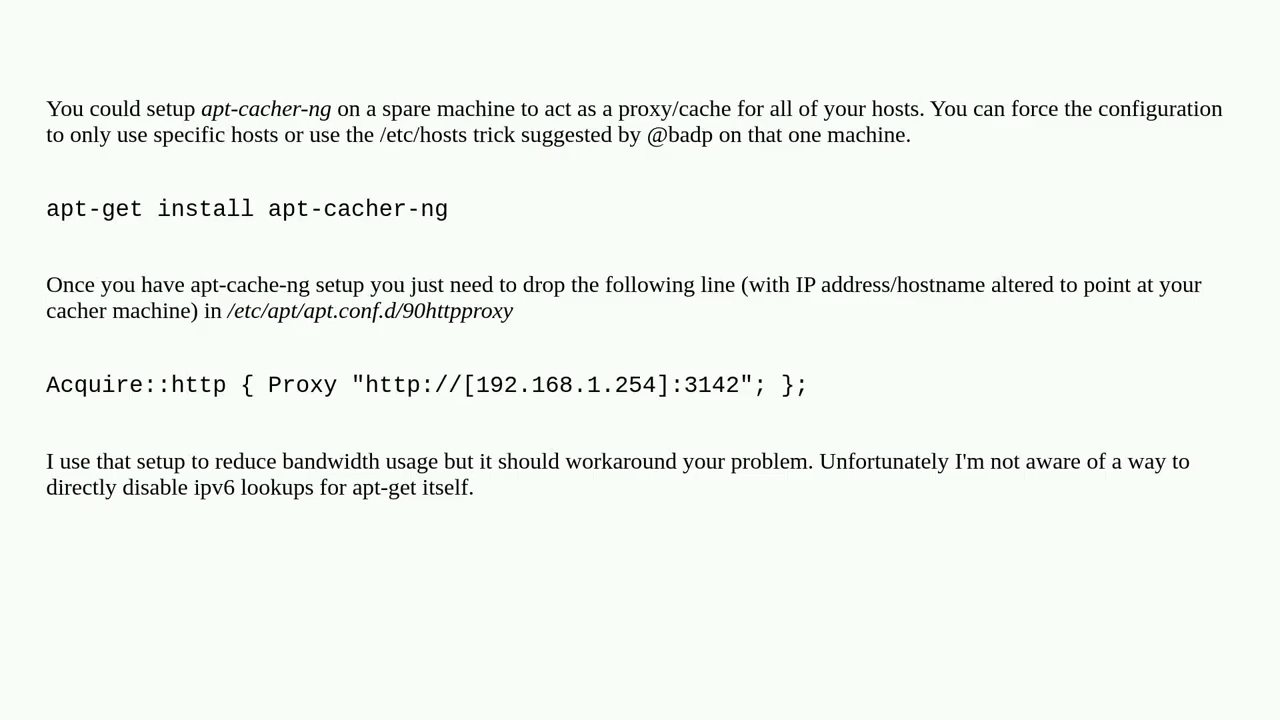 You could setup apt-cacher-ng on a spare machine to act as a proxy/cache for all of your hosts. You can force the configuration
to only use specific hosts or use the /etc/hosts trick suggested by @badp on that one machine.
apt-get install apt-cacher-ng
Once you have apt-cache-ng setup you just need to drop the following line (with IP address/hostname altered to point at your
cacher machine) in /etc/apt/apt.conf.d/90httpproxy
Acquire::http { Proxy "http://[192.168.1.254]:3142"; };
I use that setup to reduce bandwidth usage but it should workaround your problem. Unfortunately I'm not aware of a way to
directly disable ipv6 lookups for apt-get itself.